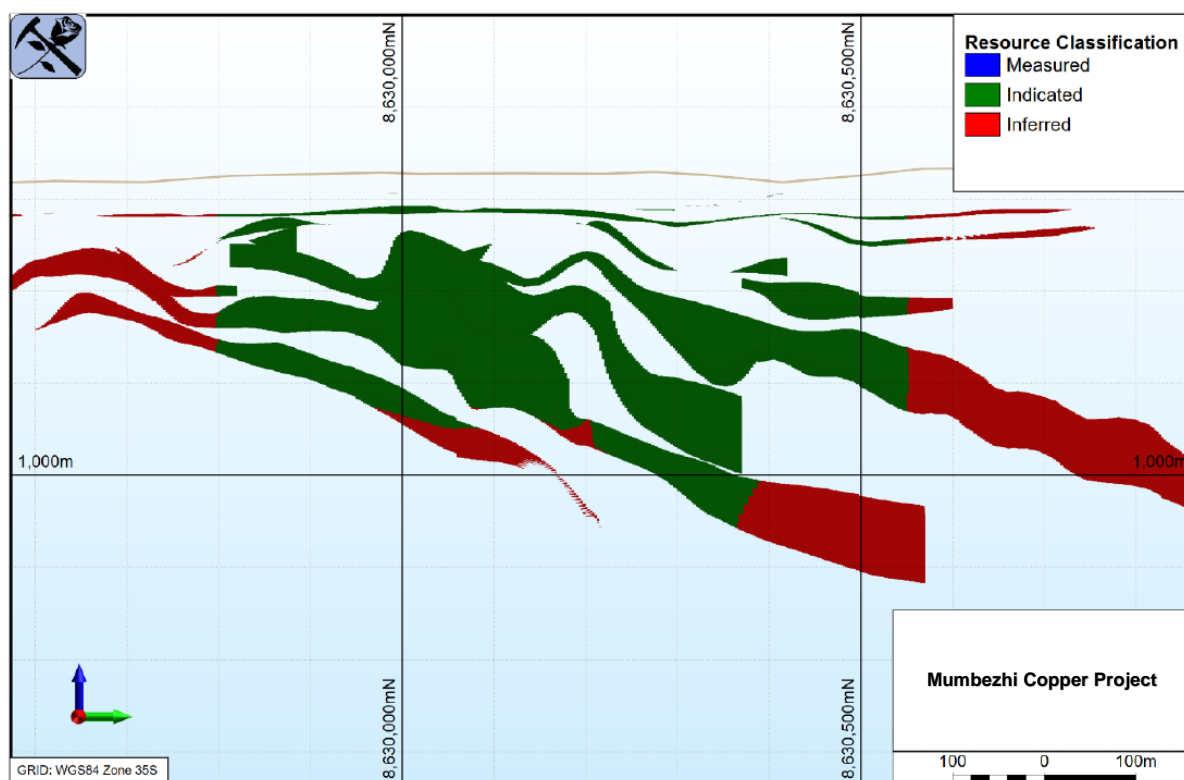 8,630,000mN
8,630,500mN
Resource Classification
Measured
Indicated
Inferred
1,000m
1,000m
8,630,000mN
8,630,500mN
Mumbezhi Copper Project
GRID: WGS84 Zone 35S
100 0 100m